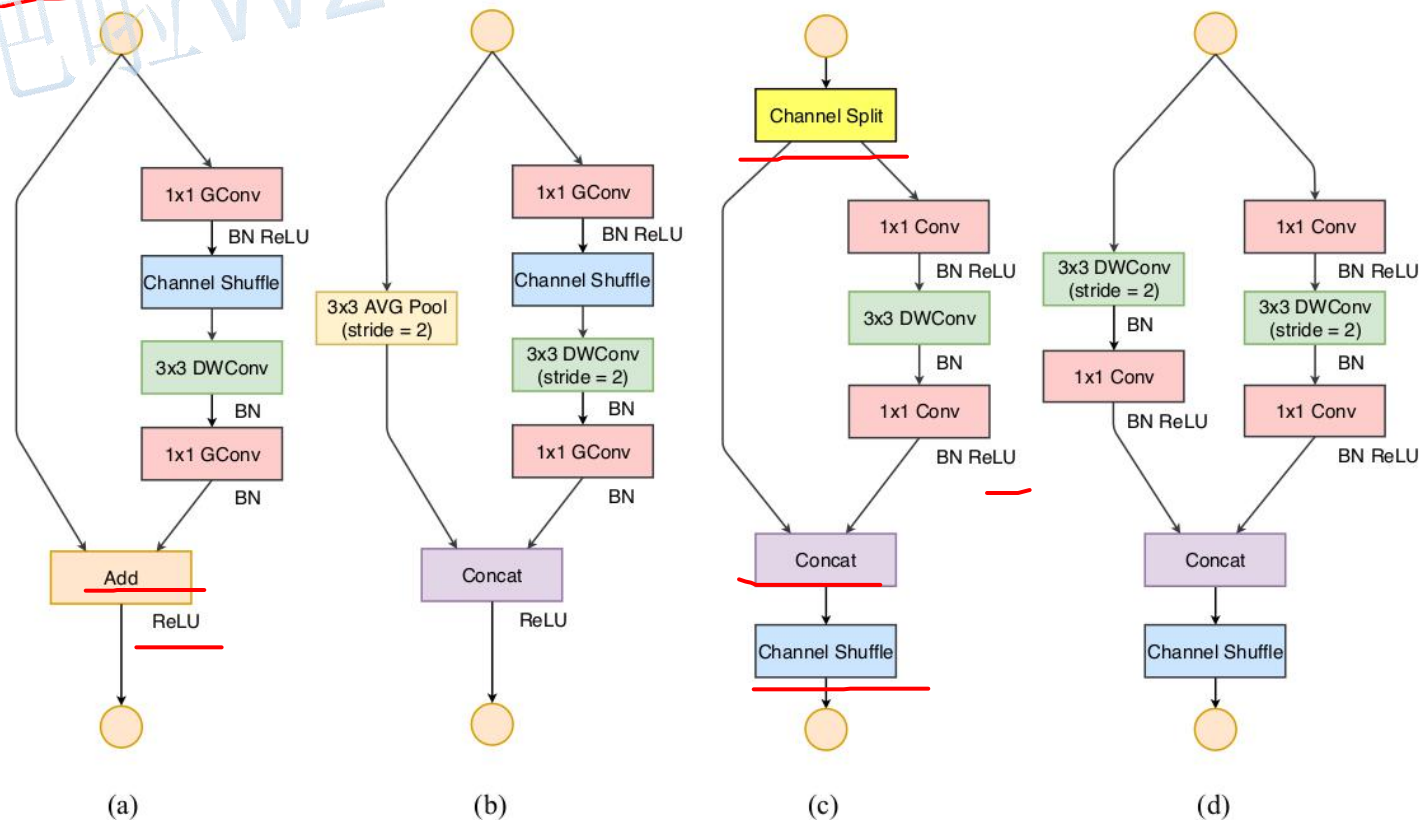 1x1 GConv
BN ReLU
Channel Shuffle
3x3 DWConv
BN
1x1 GConv
BN
Add
ReLU
(a)
1x1 GConv
BN ReLU
Channel Shuffle
3x3 AVG Pool
(stride = 2)
3x3 DWConv
(stride = 2)
BN
1x1 GConv
BN
Concat
ReLU
(b)
Channel Split
1x1 Conv
BN ReLU
3x3 DWConv
BN
1x1 Conv
BN ReLU
Concat
Channel Shuffle
(c)
3x3 DWConv
(stride = 2)
BN
1x1 Conv
BN ReLU
1x1 Conv
BN ReLU
3x3 DWConv
(stride = 2)
BN
1x1 Conv
BN ReLU
Concat
Channel Shuffle
(d)